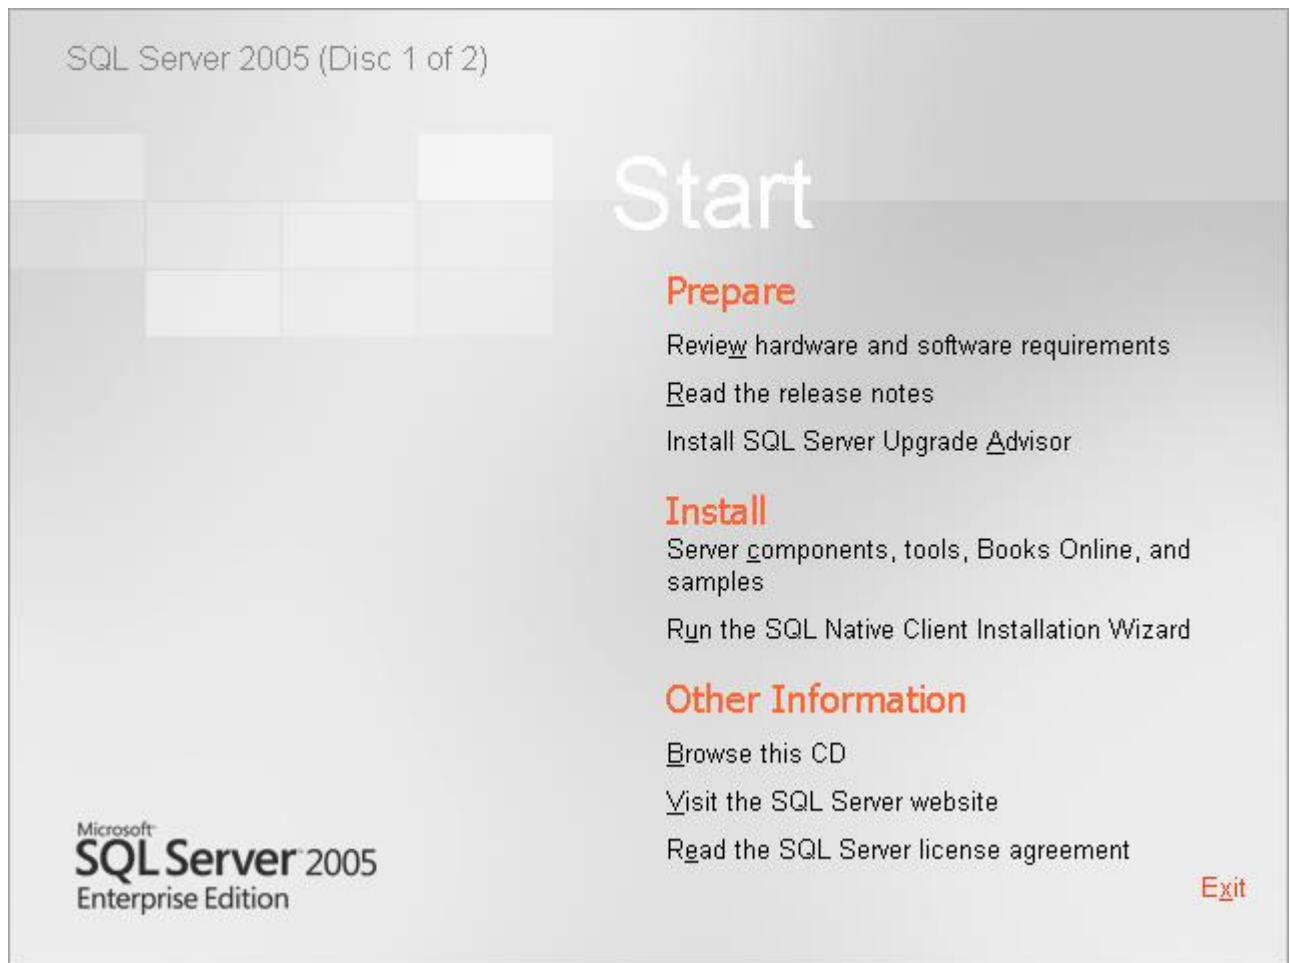 SQL Server 2005 (Disc 1 of 2)
Start
Prepare
Review hardware and software requirements
Read the release notes
Install SQL Server Upgrade Advisor
Install
Server components, tools, Books Online, and
samples
Run the SQL Native Client Installation Wizard
Other Information
Browse this CD
Visit the SQL Server website
Read the SQL Server license agreement
Exit
Microsoft
SQL Server 2005
Enterprise Edition